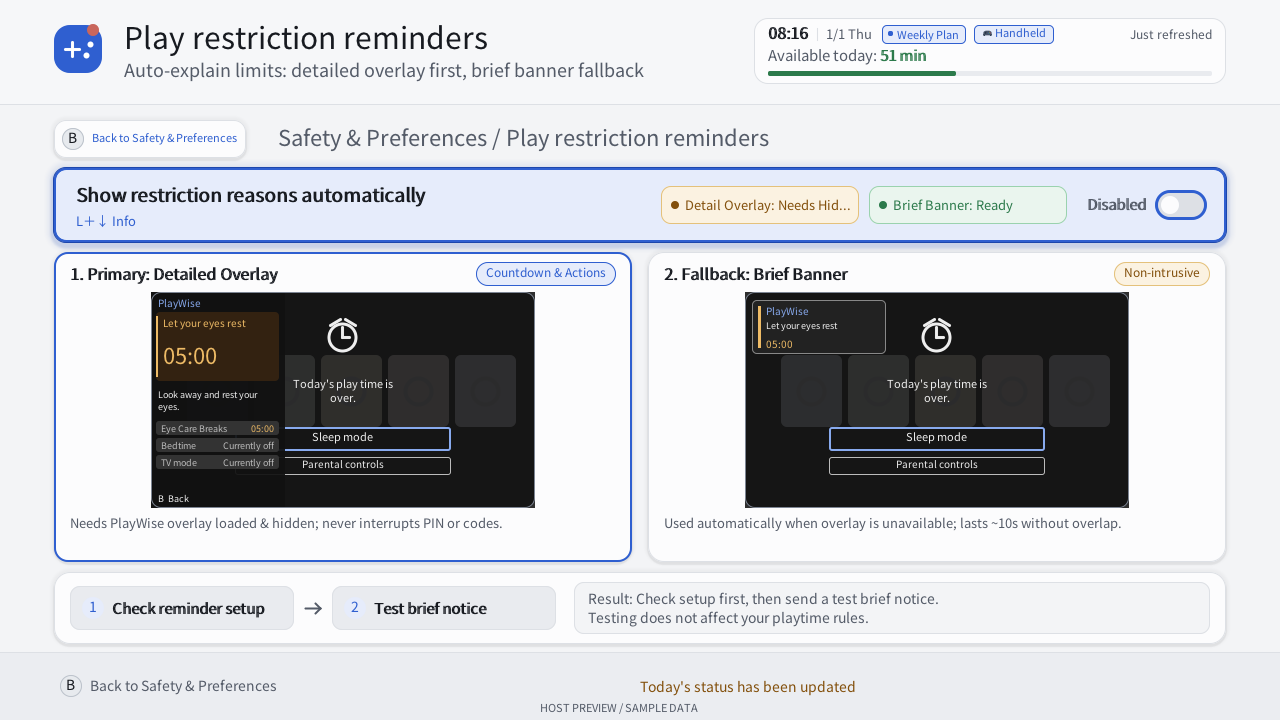 Play restriction reminders
Auto-explain limits: detailed overlay first, brief banner fallback
08:16 1/1 Thu Weekly Plan Handheld Just refreshed
Available today: 51 min
B Back to Safety & Preferences
Safety & Preferences / Play restriction reminders
Show restriction reasons automatically
L+↓ Info
Detail Overlay: Needs Hid...
Brief Banner: Ready
Disabled
1. Primary: Detailed Overlay
Countdown & Actions
PlayWise
Let your eyes rest
05:00
Look away and rest your
eyes.
Eye Care Breaks 05:00
Bedtime Currently off
TV mode Currently off
B Back
Today's play time is
over.
Sleep mode
Parental controls
Needs PlayWise overlay loaded & hidden; never interrupts PIN or codes.
2. Fallback: Brief Banner
Non-intrusive
PlayWise
Let your eyes rest
05:00
Today's play time is
over.
Sleep mode
Parental controls
Used automatically when overlay is unavailable; lasts ~10s without overlap.
1 Check reminder setup
→
2 Test brief notice
Result: Check setup first, then send a test brief notice.
Testing does not affect your playtime rules.
B Back to Safety & Preferences
Today's status has been updated
HOST PREVIEW / SAMPLE DATA